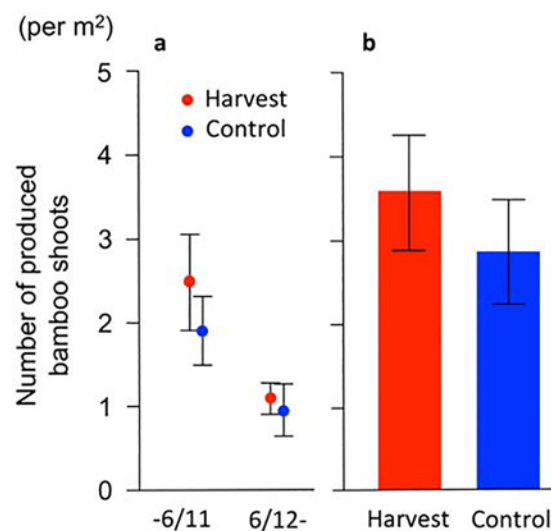 (per m²)
a
b
Harvest
Control
Number of produced
bamboo shoots
5
4
3
2
1
0
-6/11
6/12-
Harvest
Control